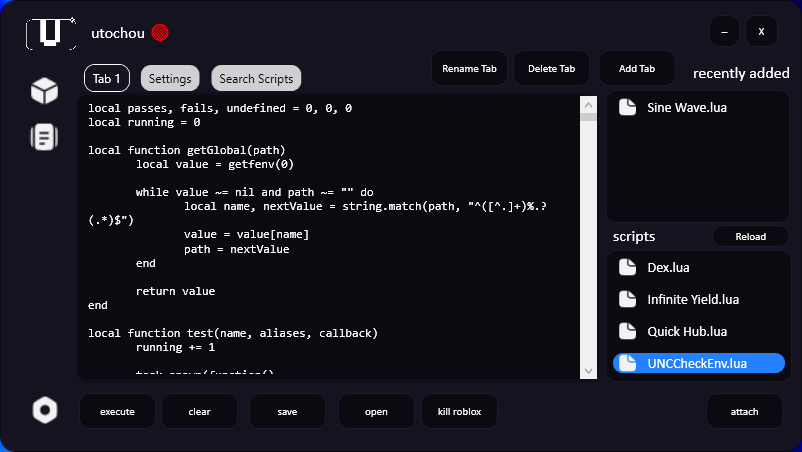 U
utochou
–
X
Rename Tab
Delete Tab
Add Tab
Tab 1
Settings
Search Scripts
recently added
Sine Wave.lua
local passes, fails, undefined = 0, 0, 0
local running = 0
local function getGlobal(path)
local value = getfenv(0)
while value ~= nil and path ~= "" do
local name, nextValue = string.match(path, "^([^.]+)%.?
(.*)$")
value = value[name]
path = nextValue
end
return value
end
local function test(name, aliases, callback)
running += 1
task.spawn(function()
scripts
Reload
Dex.lua
Infinite Yield.lua
Quick Hub.lua
UNCCheckEnv.lua
execute
clear
save
open
kill roblox
attach